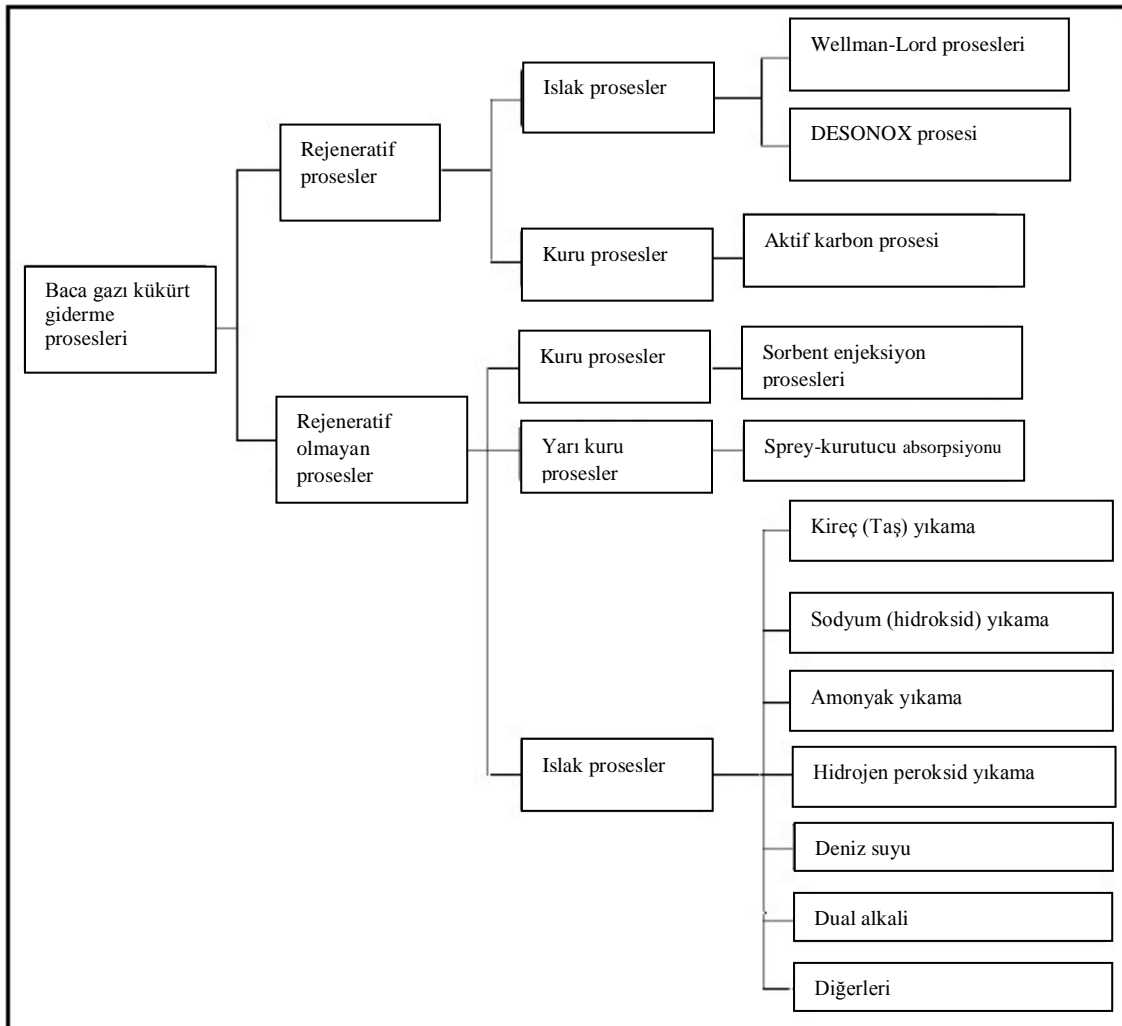 Baca gazı kükürt
giderme
prosesleri
Rejeneratif
prosesler
Islak prosesler
Wellman-Lord prosesleri
DESONOX prosesi
Kuru prosesler
Aktif karbon prosesi
Rejeneratif
olmayan
prosesler
Kuru prosesler
Sorbent enjeksiyon
prosesleri
Yarı kuru
prosesler
Sprey-kurutucu absorpsiyonu
Islak prosesler
Kireç (Taş) yıkama
Sodyum (hidroksid) yıkama
Amonyak yıkama
Hidrojen peroksid yıkama
Deniz suyu
Dual alkali
Diğerleri